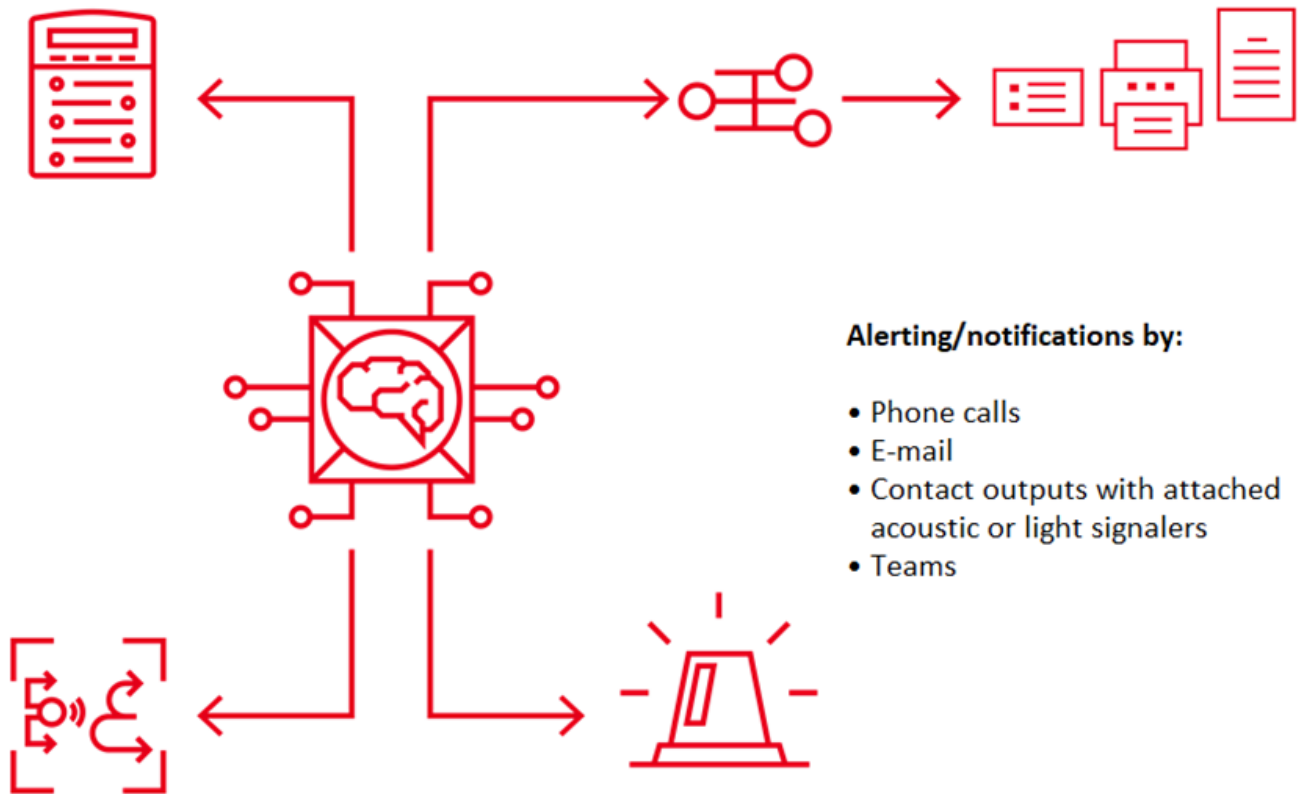 Alerting/notifications by:
• Phone calls
• E-mail
• Contact outputs with attached
acoustic or light signalers
• Teams